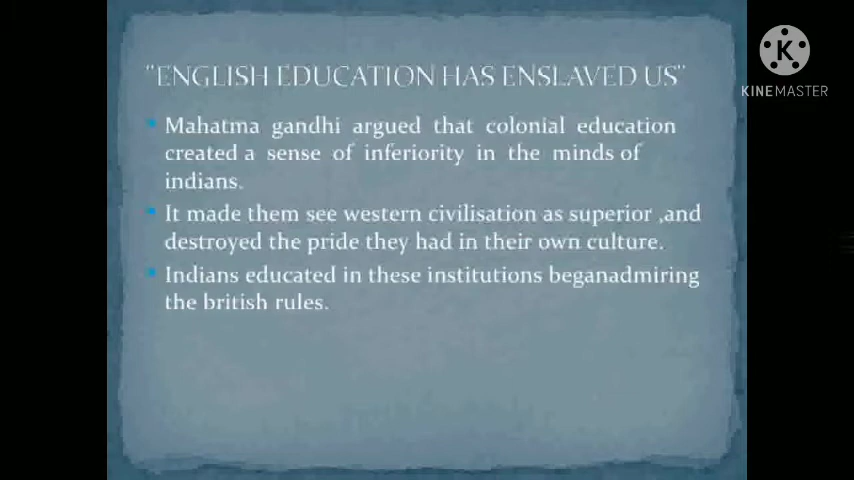 "ENGLISH EDUCATION HAS ENSLAVED US"
KINEMASTER
Mahatma gandhi argued that colonial education
created a sense of inferiority in the minds of
indians.
It made them see western civilisation as superior ,and
destroyed the pride they had in their own culture.
Indians educated in these institutions beganadmiring
the british rules.